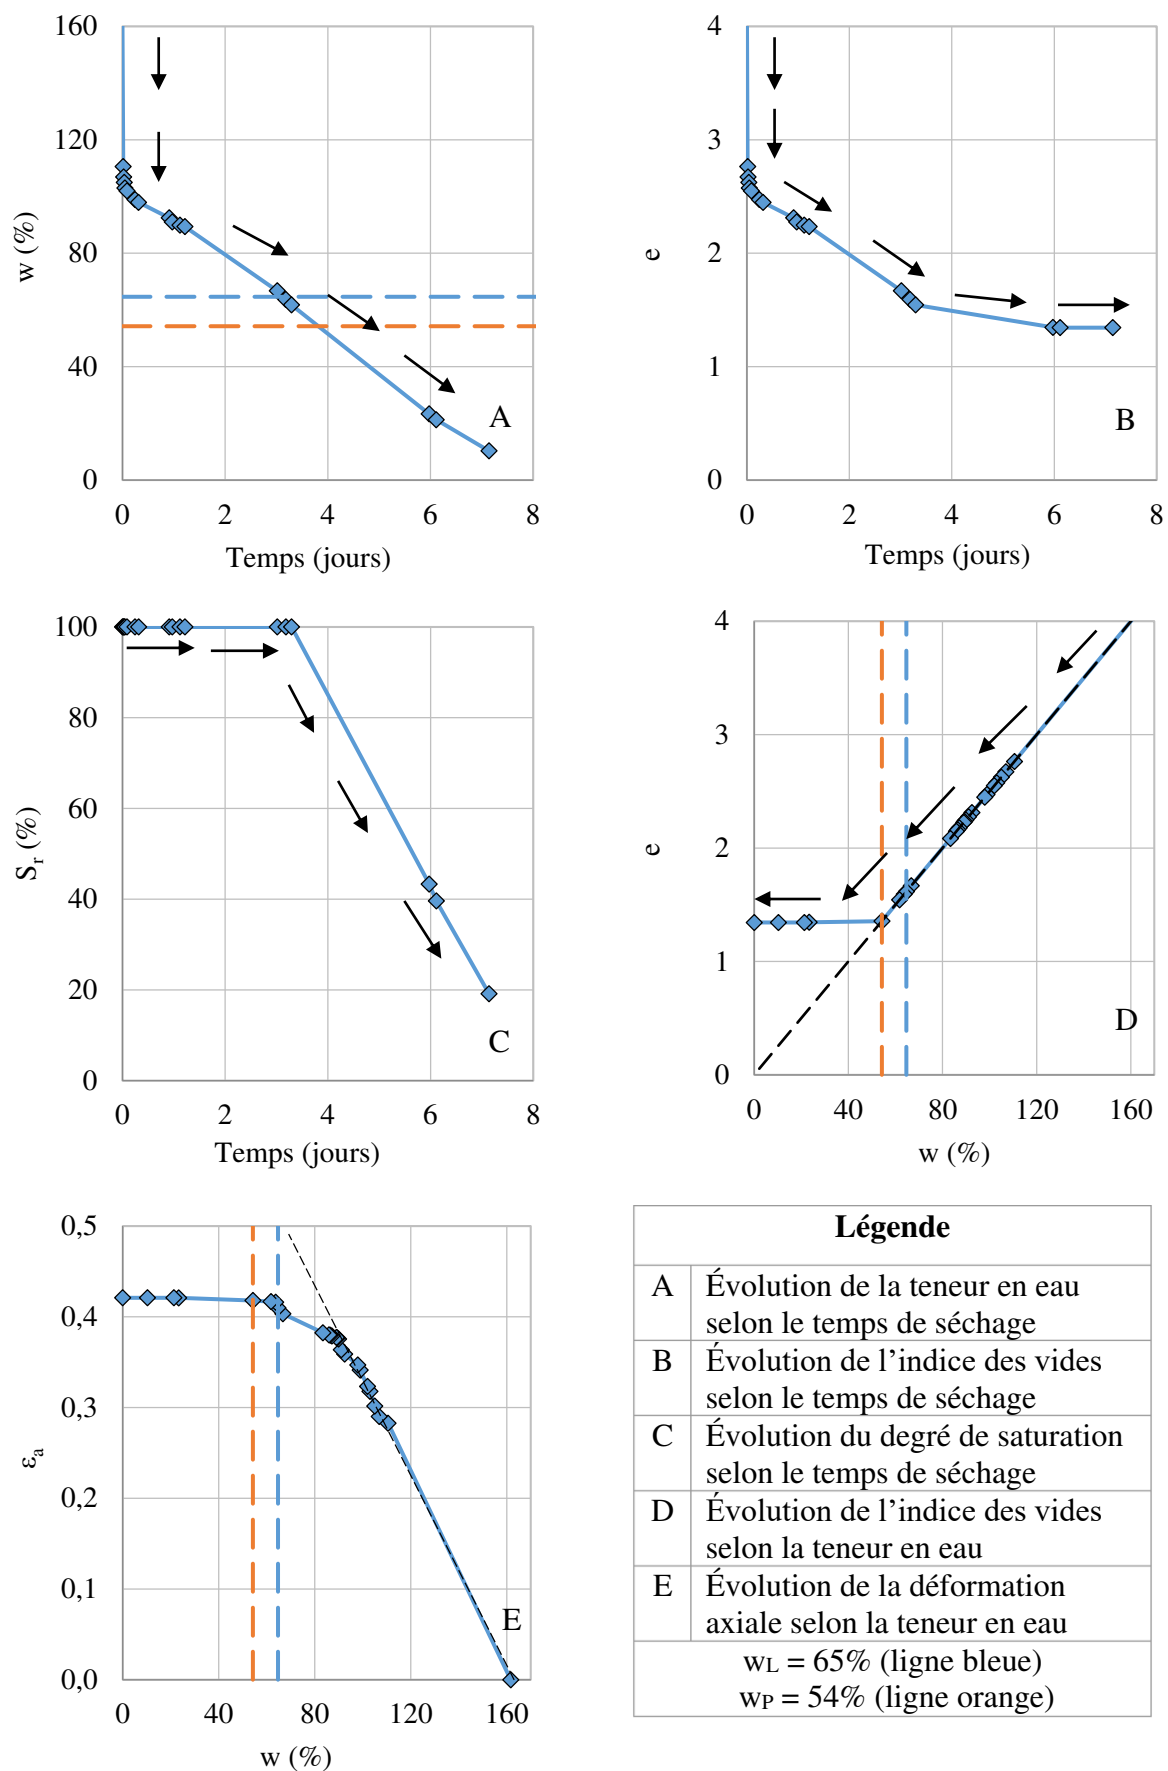 160
120
80
40
0
w (%)
0 2 4 6 8
Temps (jours)
A
4
3
2
1
0
e
0 2 4 6 8
Temps (jours)
B
100
80
60
40
20
0
Sr (%)
0 2 4 6 8
Temps (jours)
C
4
3
2
1
0
e
0 40 80 120 160
w (%)
D
0,5
0,4
0,3
0,2
0,1
0,0
εa
0 40 80 120 160
w (%)
E
Légende
A Évolution de la teneur en eau
selon le temps de séchage
B Évolution de l’indice des vides
selon le temps de séchage
C Évolution du degré de saturation
selon le temps de séchage
D Évolution de l’indice des vides
selon la teneur en eau
E Évolution de la déformation
axiale selon la teneur en eau
wL = 65% (ligne bleue)
wP = 54% (ligne orange)